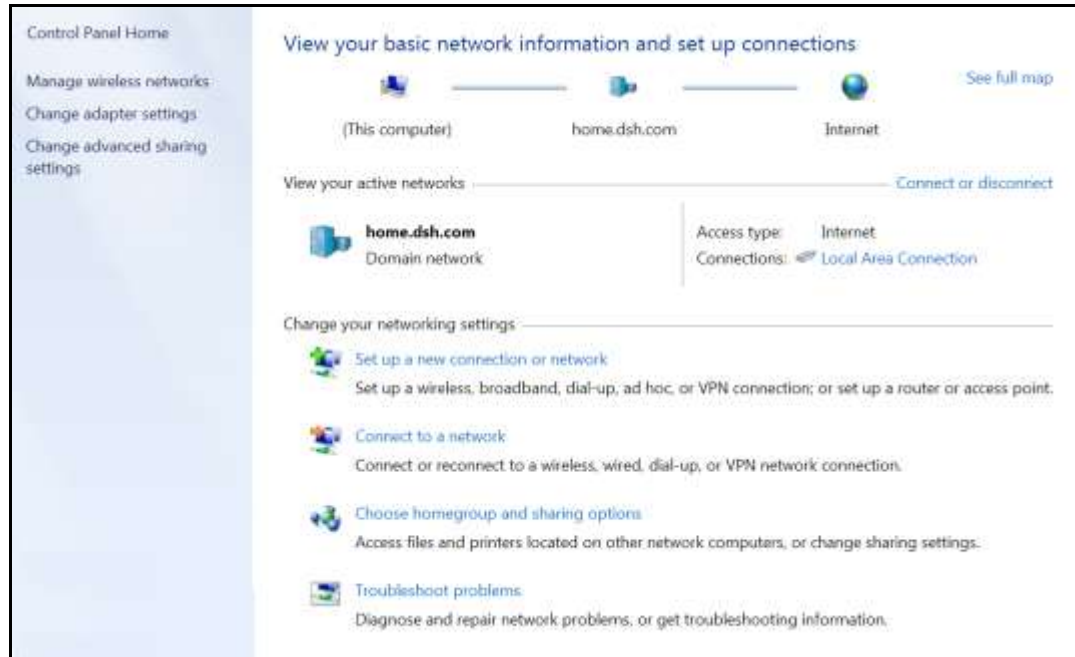 Control Panel Home
Manage wireless networks
Change adapter settings
Change advanced sharing
settings
View your basic network information and set up connections
See full map
(This computer)
home.dsh.com
Internet
View your active networks
Connect or disconnect
home.dsh.com
Domain network
Access type: Internet
Connections: Local Area Connection
Change your networking settings
Set up a new connection or network
Set up a wireless, broadband, dial-up, ad hoc, or VPN connection; or set up a router or access point.
Connect to a network
Connect or reconnect to a wireless, wired, dial-up, or VPN network connection.
Choose homegroup and sharing options
Access files and printers located on other network computers, or change sharing settings.
Troubleshoot problems
Diagnose and repair network problems, or get troubleshooting information.